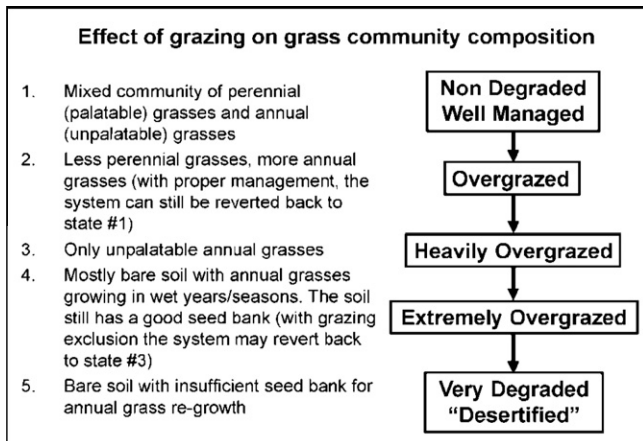 Effect of grazing on grass community composition
1. Mixed community of perennial
(palatable) grasses and annual
(unpalatable) grasses
2. Less perennial grasses, more annual
grasses (with proper management, the
system can still be reverted back to
state #1)
3. Only unpalatable annual grasses
4. Mostly bare soil with annual grasses
growing in wet years/seasons. The soil
still has a good seed bank (with grazing
exclusion the system may revert back
to state #3)
5. Bare soil with insufficient seed bank for
annual grass re-growth
Non Degraded
Well Managed
Overgrazed
Heavily Overgrazed
Extremely Overgrazed
Very Degraded
“Desertified”